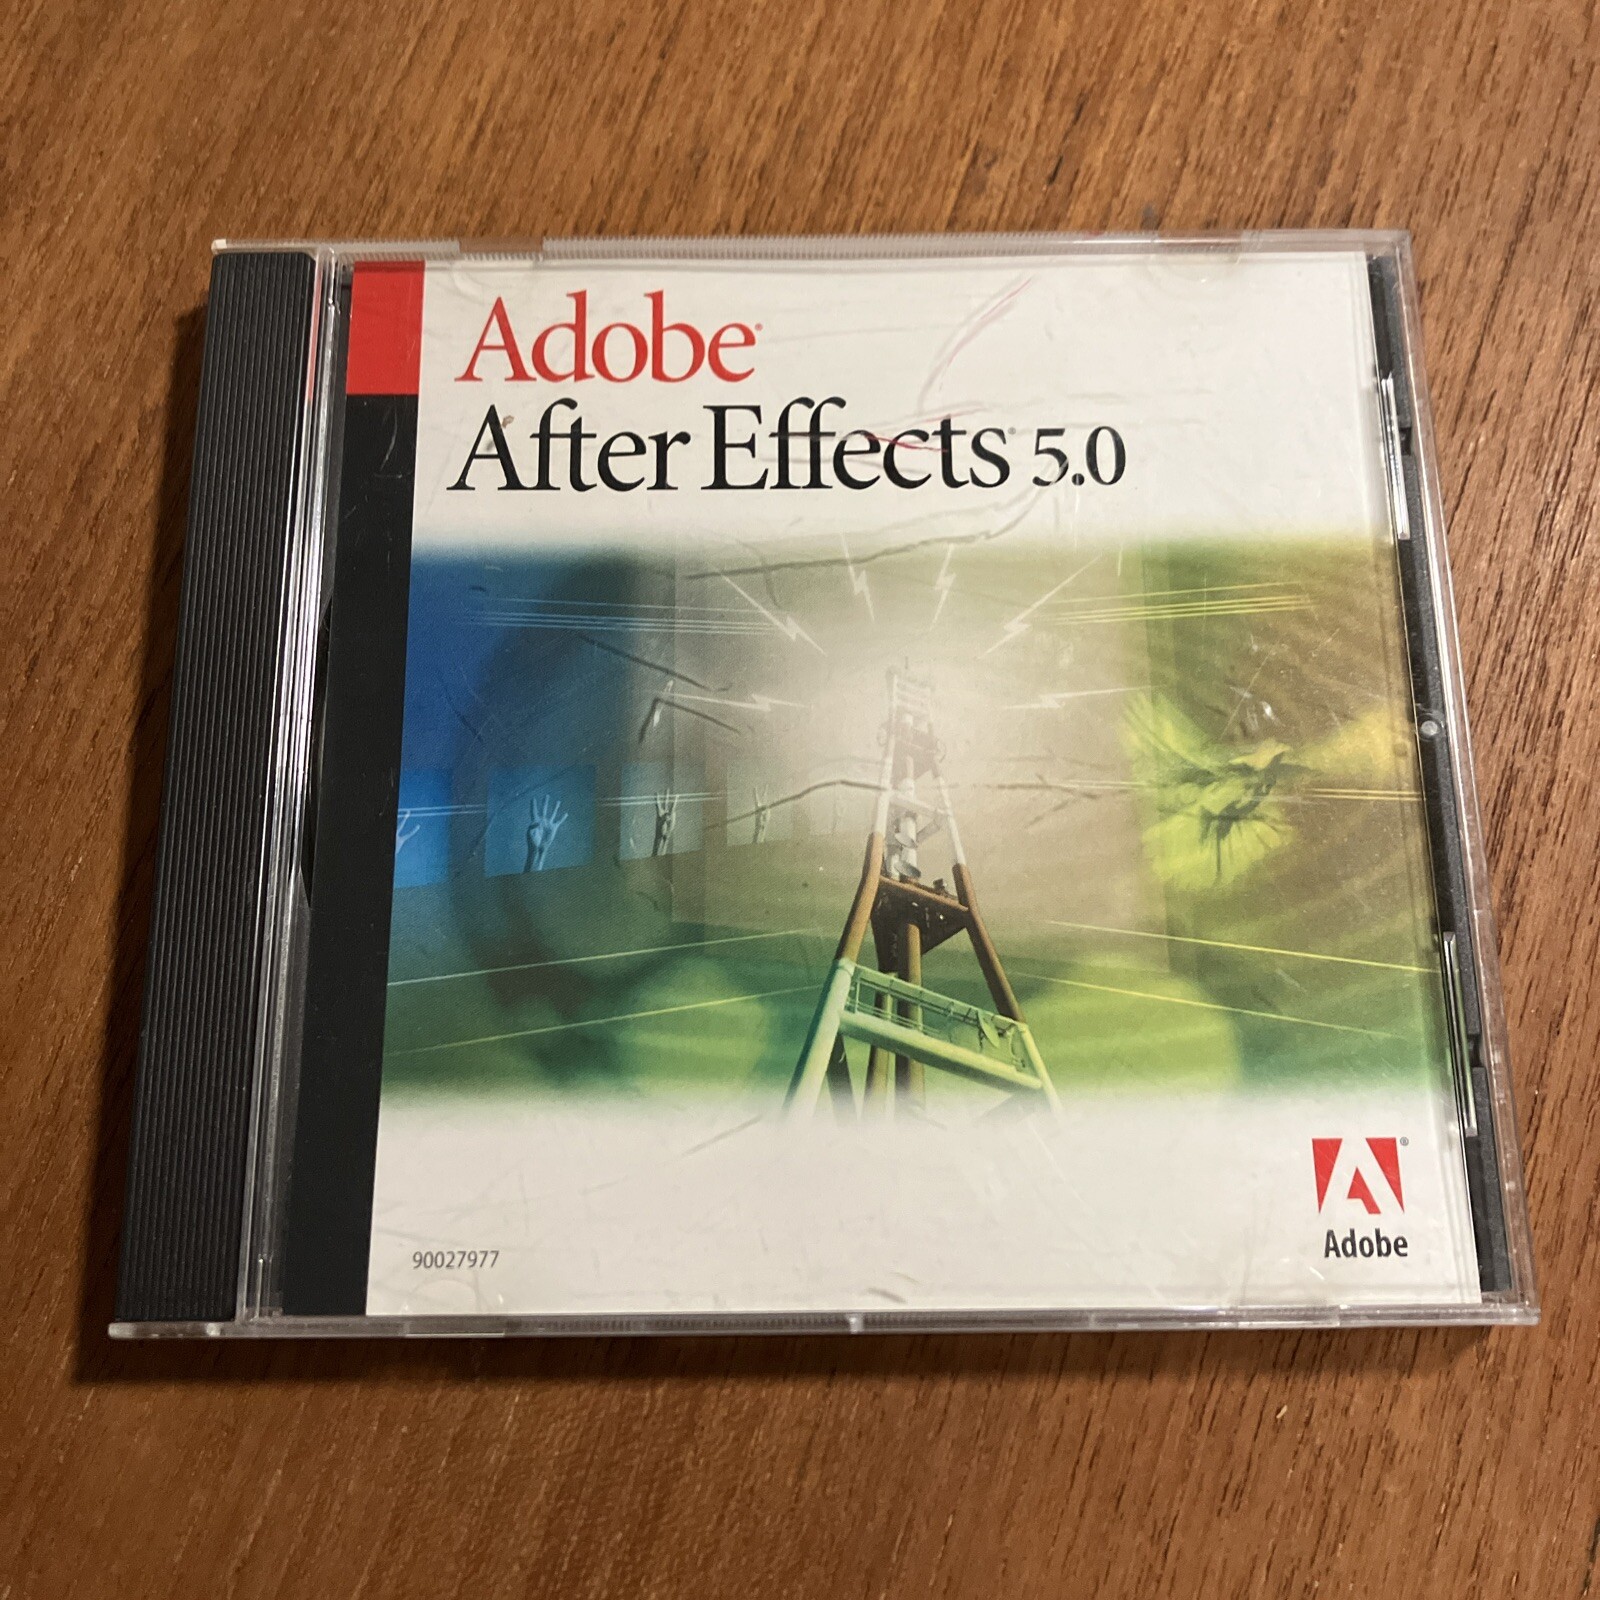 Adobe®
After Effects® 5.0
®
Adobe
90027977